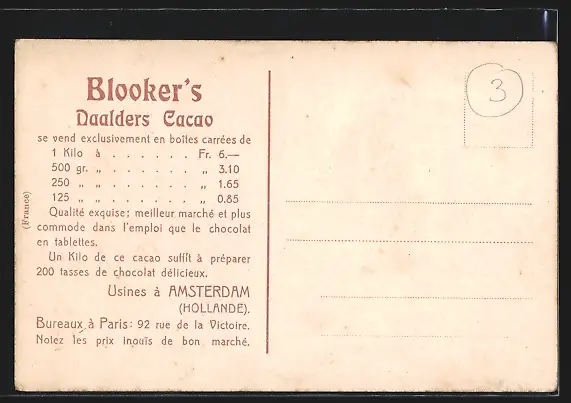 Blooker's
Daalders Cacao
se vend exclusivement en boîtes carrées de
1 Kilo à . . . . . . Fr. 6.—
500 gr. „ . . . . . . „ 3.10
250 „ „ . . . . . . „ 1.65
125 „ „ . . . . . . „ 0.85
Qualité exquise; meilleur marché et plus
commode dans l'emploi que le chocolat
en tablettes.
Un Kilo de ce cacao suffit à préparer
200 tasses de chocolat délicieux.
Usines à AMSTERDAM
(HOLLANDE).
Bureaux à Paris: 92 rue de la Victoire.
Notez les prix inouïs de bon marché.
(France)
3